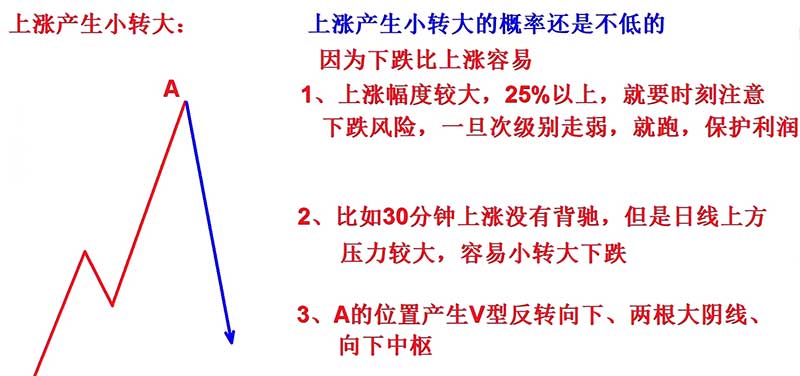 上涨产生小转大：
上涨产生小转大的概率还是不低的
因为下跌比上涨容易
A
1、上涨幅度较大，25%以上，就要时刻注意
下跌风险，一旦次级别走弱，就跑，保护利润
2、比如30分钟上涨没有背驰，但是日线上方
压力较大，容易小转大下跌
3、A的位置产生V型反转向下、两根大阴线、
向下中枢